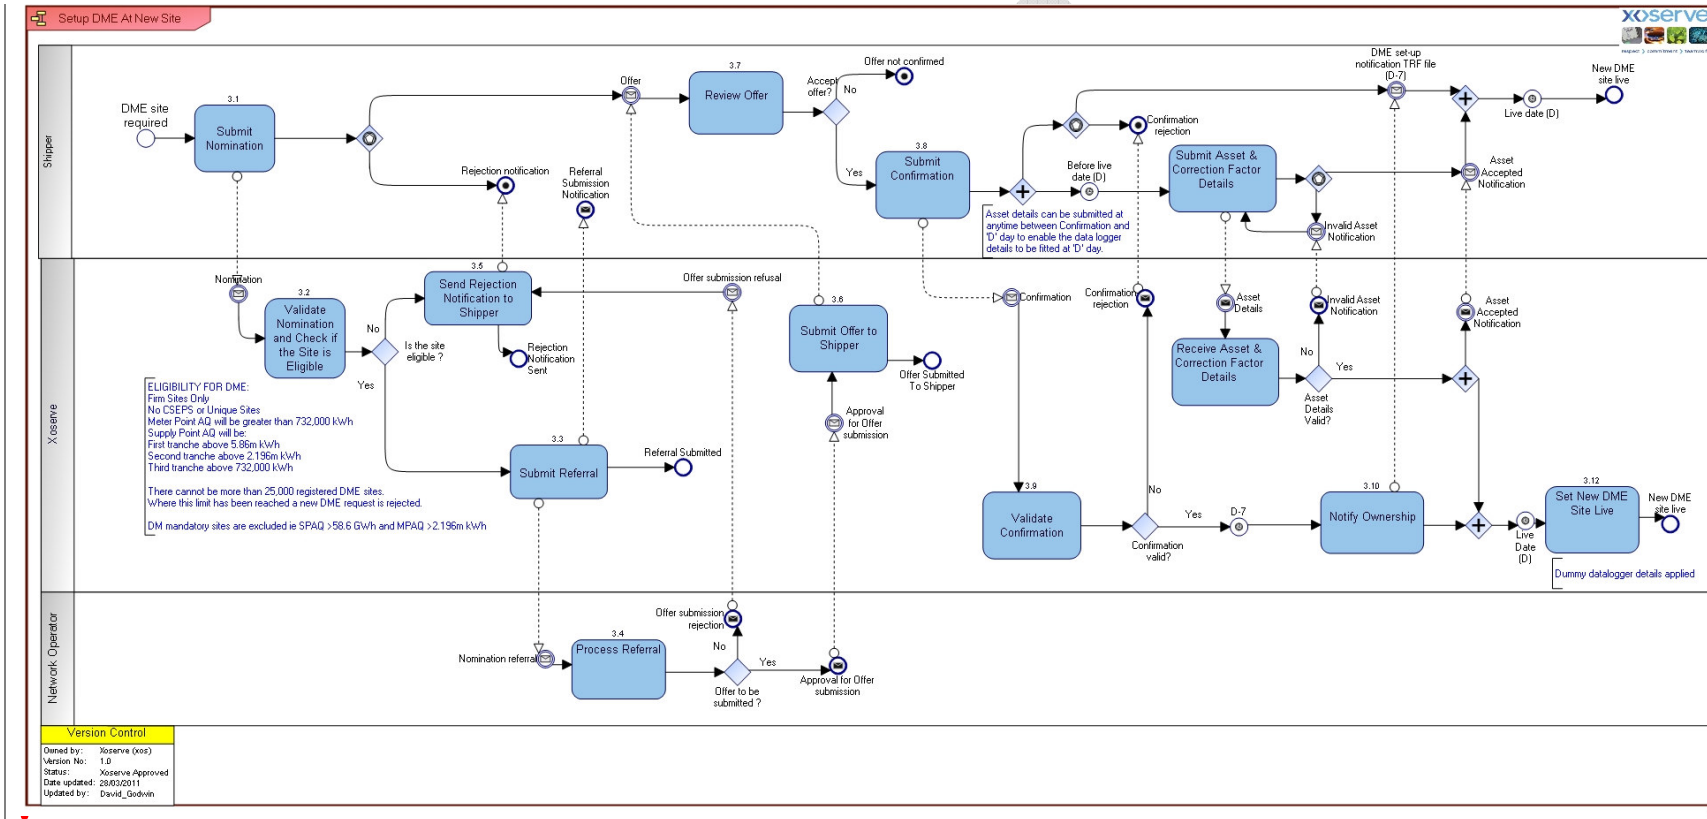 Setup DME At New Site
xoserve
Shipper
DME site
required
3.1
Submit
Nomination
Rejection notification
Referral
Submission
Notification
Offer
3.7
Review Offer
Accept
offer?
No
Offer not confirmed
Yes
3.8
Submit
Confirmation
Confirmation
rejection
Before live
date (D)
Asset details can be submitted at
anytime between Confirmation and
'D' day to enable the data logger
details to be fitted at 'D' day.
Submit Asset &
Correction Factor
Details
Invalid Asset
Notification
DME set-up
notification TRF file
(D-7)
Asset
Accepted
Notification
Live date (D)
New DME
site live
Xoserve
Nomination
3.2
Validate
Nomination
and Check if
the Site is
Eligible
No
Is the site
eligible ?
Yes
3.5
Send Rejection
Notification to
Shipper
Rejection
Notification
Sent
Offer submission refusal
3.6
Submit Offer to
Shipper
Offer Submitted
To Shipper
Approval
for Offer
submission
ELIGIBILITY FOR DME:
Firm Sites Only
No CSEPS or Unique Sites
Meter Point AQ will be greater than 732,000 kWh
Supply Point AQ will be:
First tranche above 5.86m kWh
Second tranche above 2.196m kWh
Third tranche above 732,000 kWh
There cannot be more than 25,000 registered DME sites.
Where this limit has been reached a new DME request is rejected.
DM mandatory sites are excluded ie SPAQ >58.6 GWh and MPAQ >2.196m kWh
3.3
Submit Referral
Referral Submitted
Confirmation
Confirmation
rejection
3.9
Validate
Confirmation
No
Yes
Confirmation
valid?
D-7
Asset
Details
Receive Asset &
Correction Factor
Details
Invalid Asset
Notification
No
Yes
Asset
Details
Valid?
Asset
Accepted
Notification
3.10
Notify Ownership
Live
Date
(D)
3.12
Set New DME
Site Live
New DME
site live
Dummy datalogger details applied
Network Operator
Nomination referral
3.4
Process Referral
Offer submission
rejection
No
Yes
Offer to be
submitted ?
Approval for Offer
submission
Version Control
Owned by: Xoserve (xos)
Version No: 1.0
Status: Xoserve Approved
Date updated: 28/03/2011
Updated by: David_Godwin